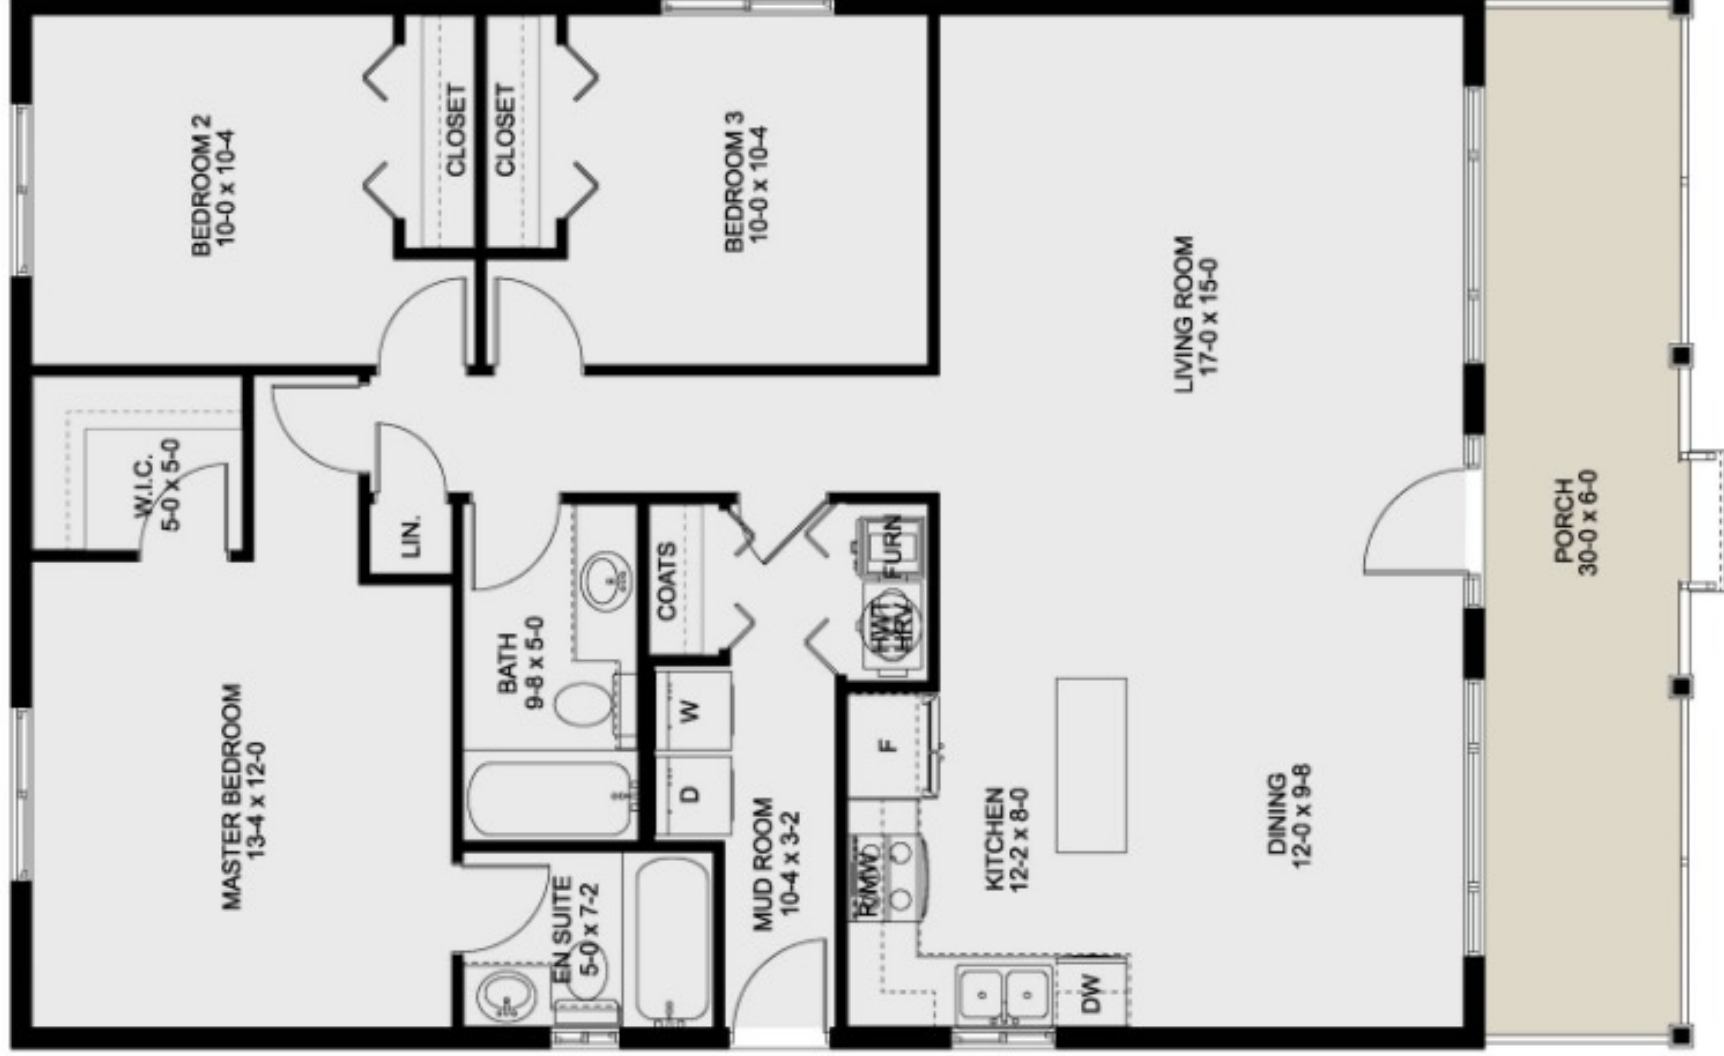 BEDROOM 2
10-0 x 10-4
CLOSET
CLOSET
BEDROOM 3
10-0 x 10-4
LIVING ROOM
17-0 x 15-0
W.I.C.
5-0 x 5-0
LIN.
COATS
FURN
HWT
HRV
PORCH
30-0 x 6-0
BATH
9-8 x 5-0
MASTER BEDROOM
13-4 x 12-0
W
D
F
MUD ROOM
10-4 x 3-2
R/MW
KITCHEN
12-2 x 8-0
DINING
12-0 x 9-8
EN SUITE
5-0 x 7-2
DW